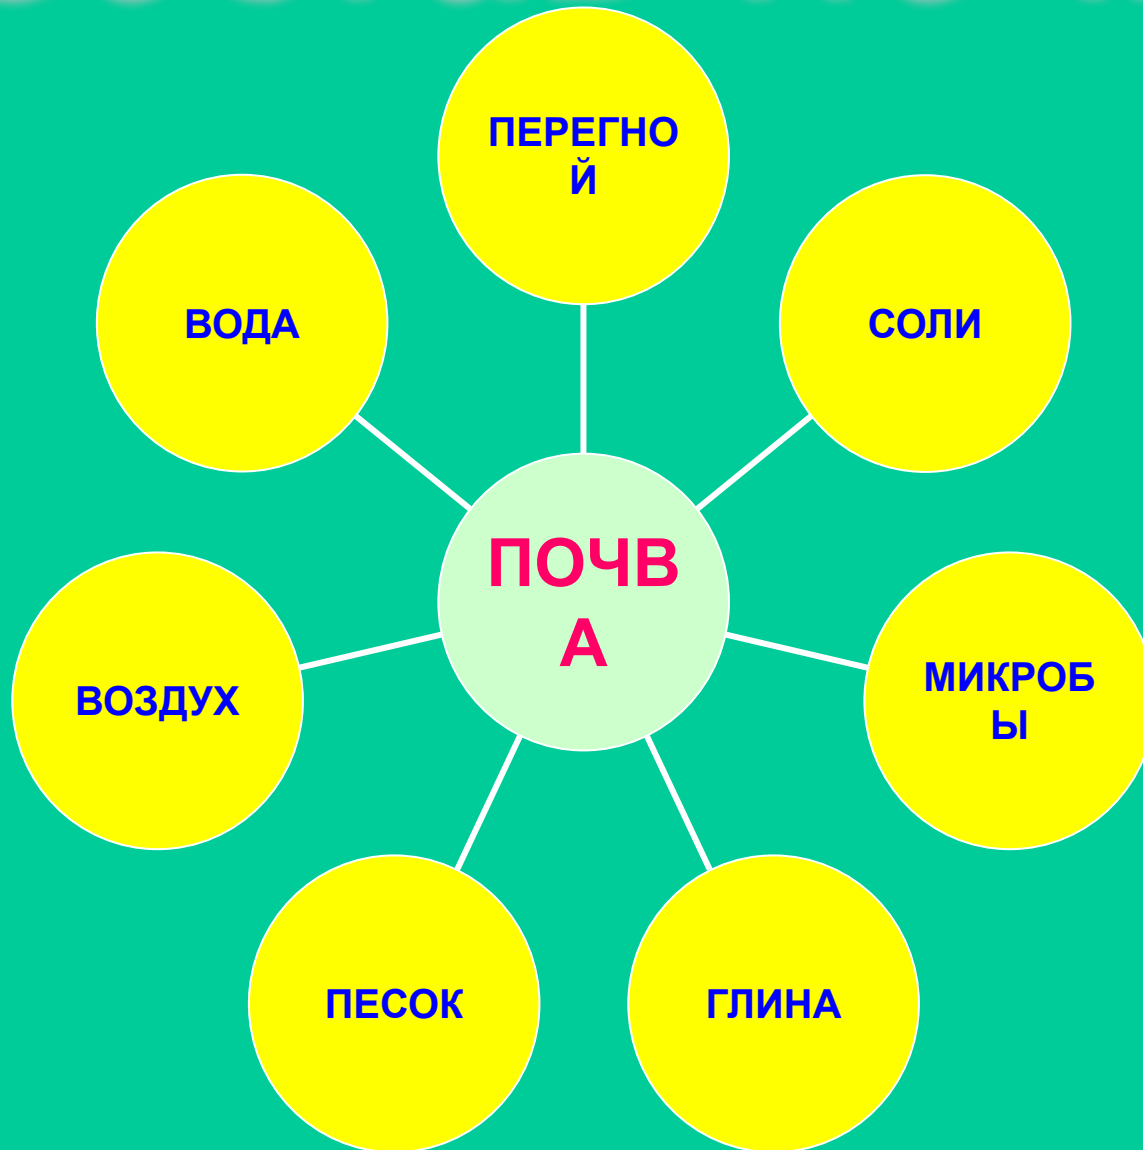 ПЕРЕГНО
Й
СОЛИ
МИКРОБ
Ы
ГЛИНА
ПЕСОК
ВОЗДУХ
ВОДА
ПОЧВ
А